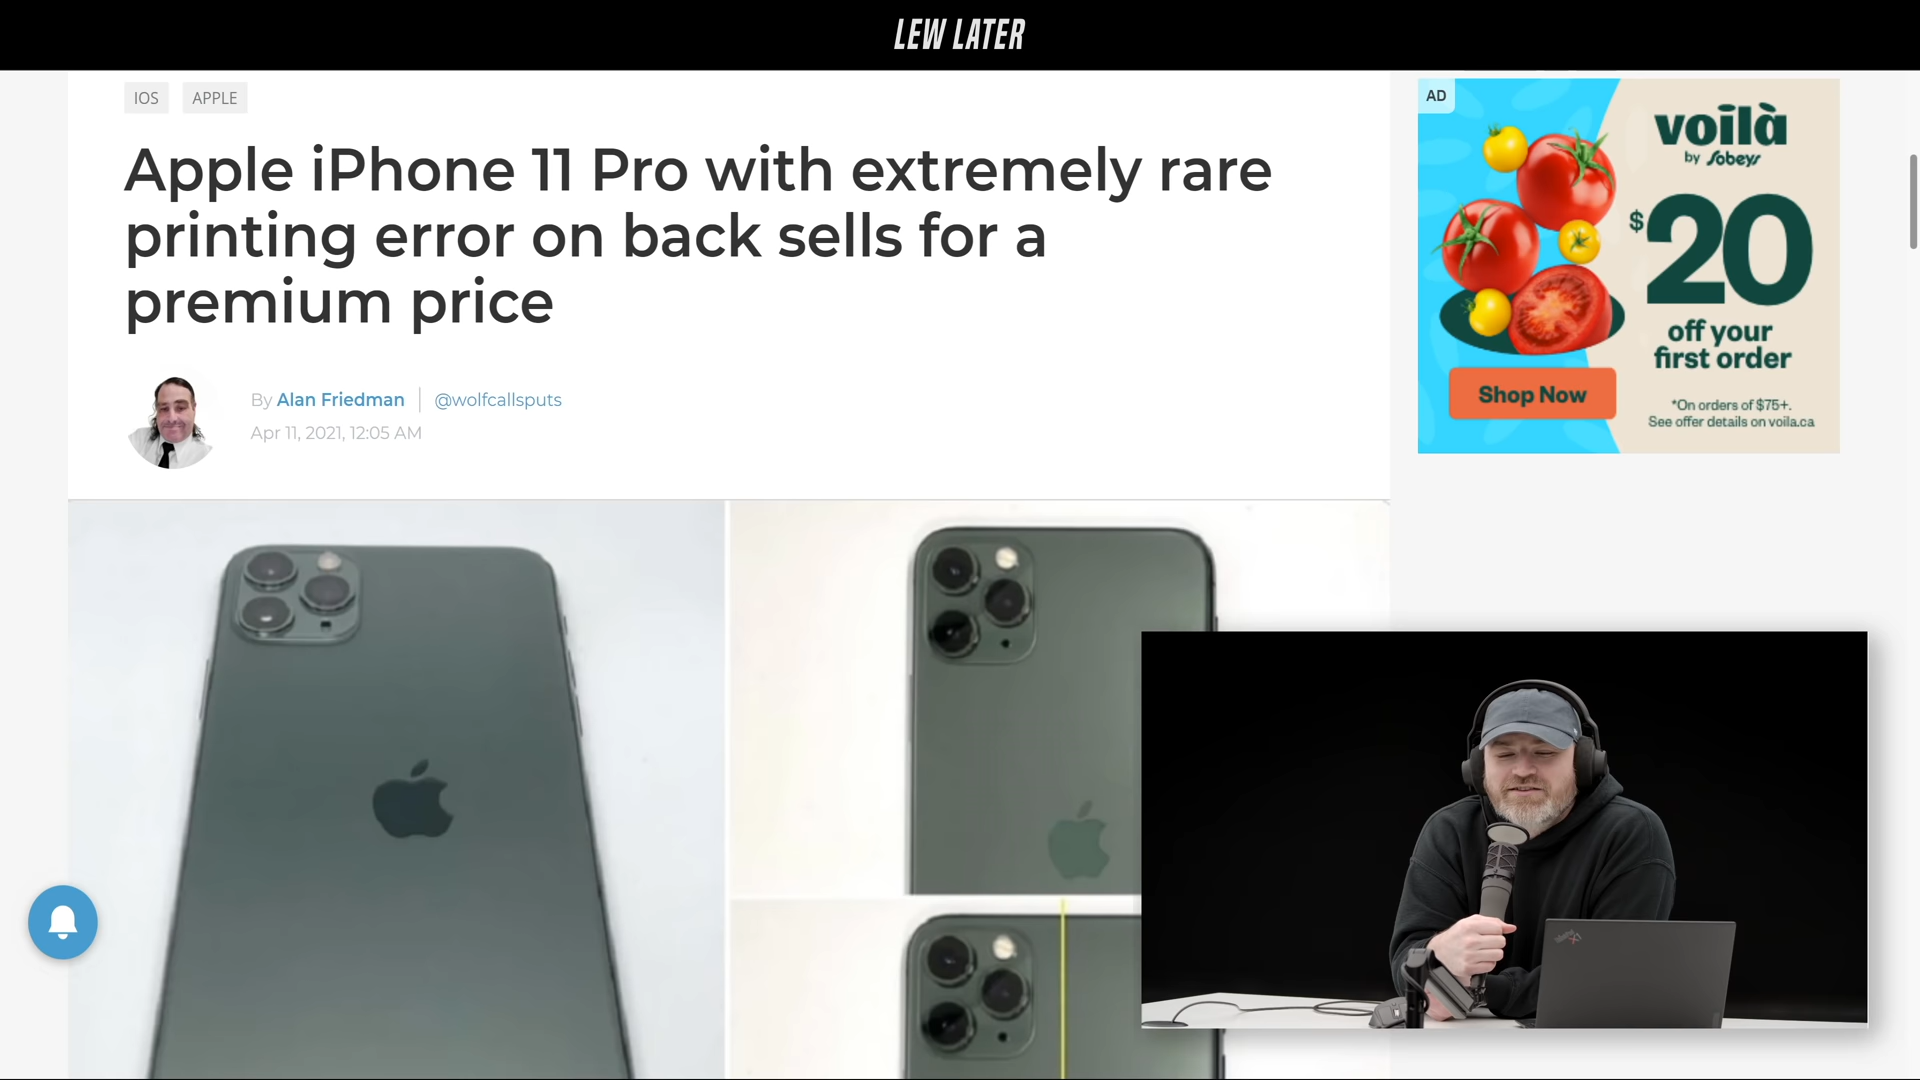 LEW LATER
IOS APPLE
Apple iPhone 11 Pro with extremely rare
printing error on back sells for a
premium price
By Alan Friedman @wolfcallsputs
Apr 11, 2021, 12:05 AM
AD
voilà
by Sobeys
$20
off your
first order
Shop Now
*On orders of $75+.
See offer details on voila.ca